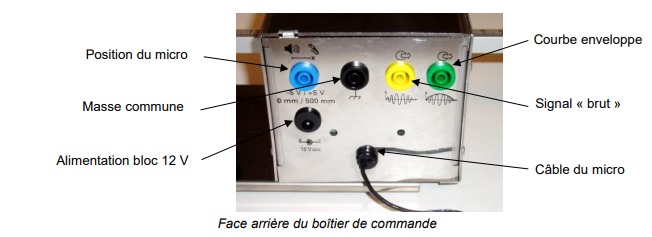 Position du micro
Masse commune
Alimentation bloc 12 V
Courbe enveloppe
Signal « brut »
Câble du micro
-5 V / +5 V
0 mm / 500 mm
Face arrière du boîtier de commande